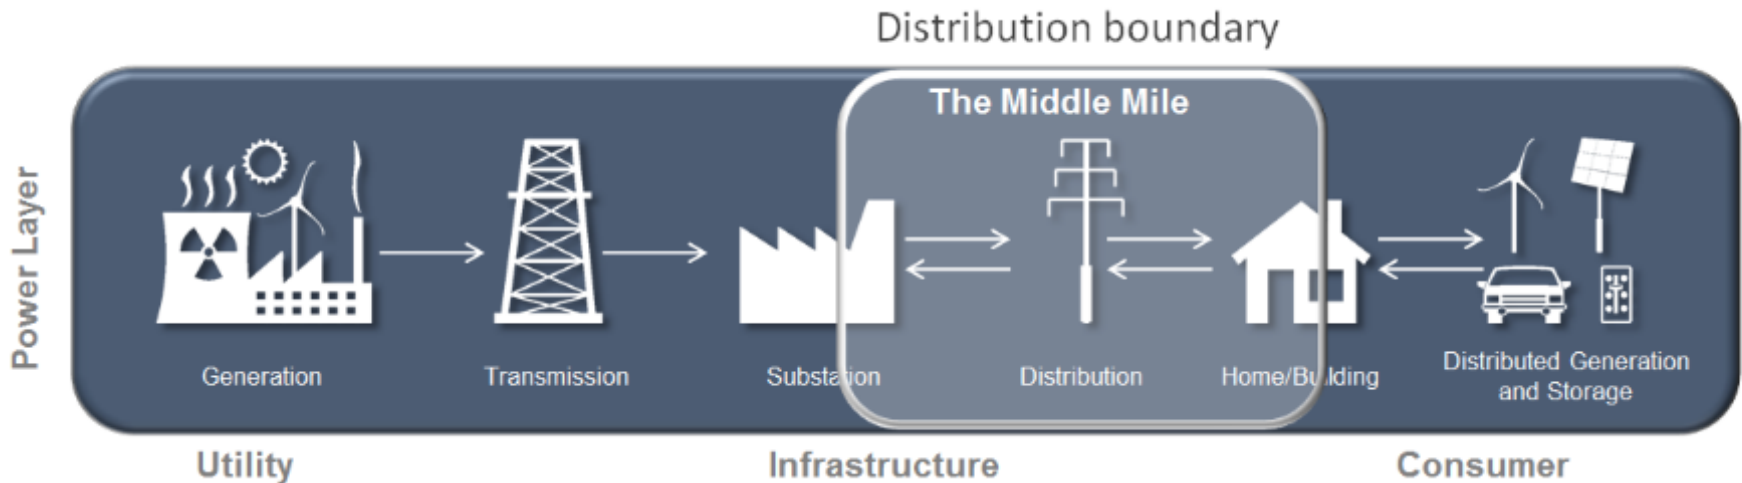 Distribution boundary
The Middle Mile
Power Layer
Generation
Transmission
Substation
Distribution
Home/Building
Distributed Generation
and Storage
Utility
Infrastructure
Consumer